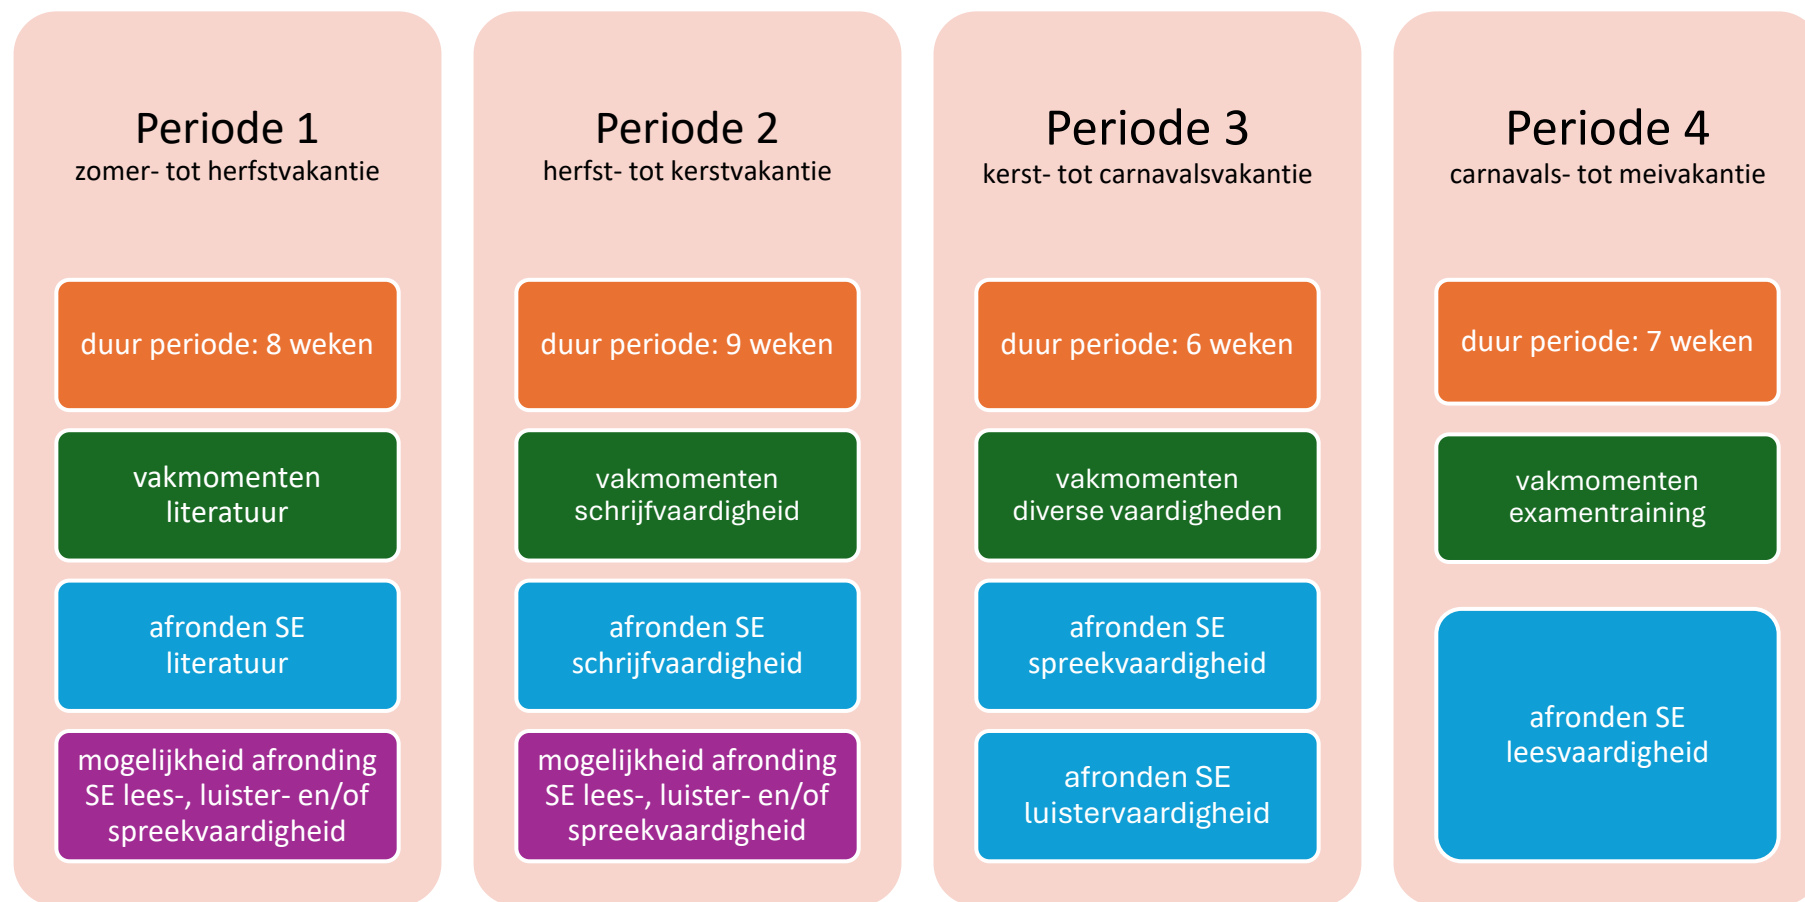 Periode 1
zomer- tot herfstvakantie
duur periode: 8 weken
vakmomenten
literatuur
afronden SE
literatuur
mogelijkheid afronding
SE lees-, luister- en/of
spreekvaardigheid
Periode 2
herfst- tot kerstvakantie
duur periode: 9 weken
vakmomenten
schrijfvaardigheid
afronden SE
schrijfvaardigheid
mogelijkheid afronding
SE lees-, luister- en/of
spreekvaardigheid
Periode 3
kerst- tot carnavalsvakantie
duur periode: 6 weken
vakmomenten
diverse vaardigheden
afronden SE
spreekvaardigheid
afronden SE
luistervaardigheid
Periode 4
carnavals- tot meivakantie
duur periode: 7 weken
vakmomenten
examentraining
afronden SE
leesvaardigheid